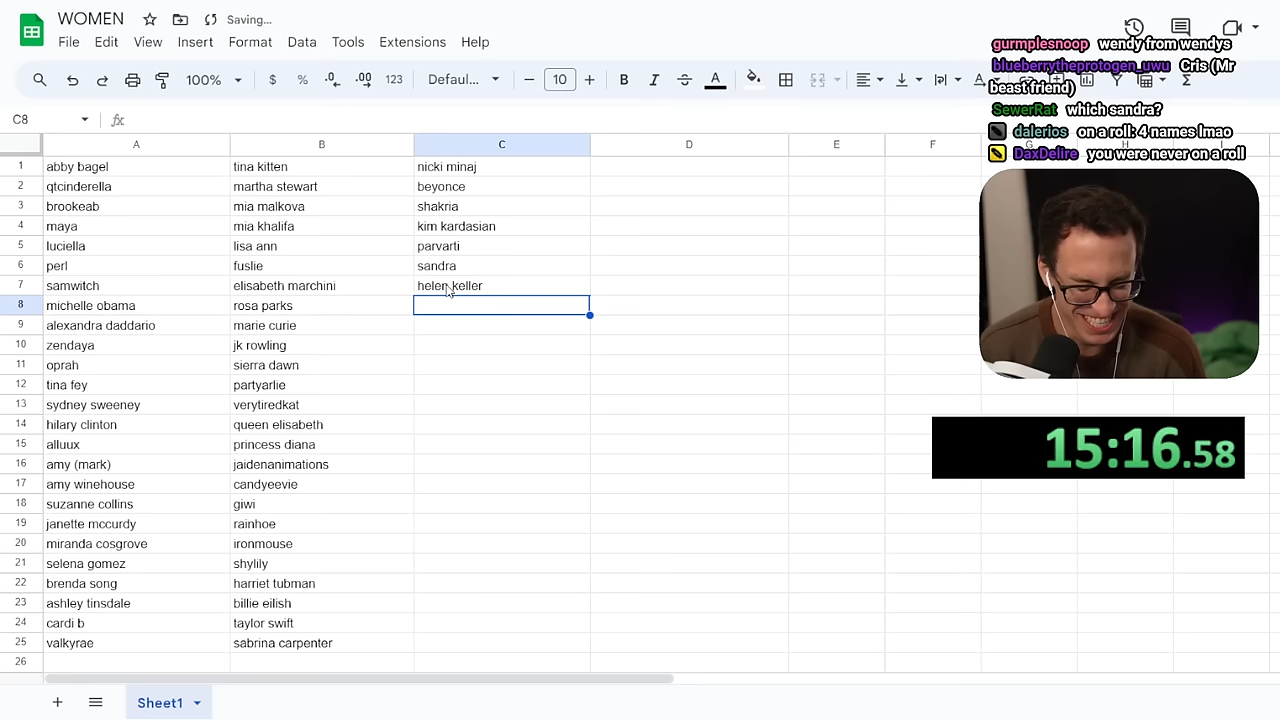 WOMEN
Saving...
File Edit View Insert Format Data Tools Extensions Help
100% $ % .0 .00 123 Defaul... 10 B I A
C8 fx
gurmplesnoop wendy from wendys
blueberrytheprotogen_uwu Cris (Mr
beast friend)
SewerRat which sandra?
dalerios on a roll: 4 names lmao
DaxDelire you were never on a roll
A B C D E F
1 abby bagel tina kitten nicki minaj
2 qtcinderella martha stewart beyonce
3 brookeab mia malkova shakria
4 maya mia khalifa kim kardasian
5 luciella lisa ann parvarti
6 perl fuslie sandra
7 samwitch elisabeth marchini helen keller
8 michelle obama rosa parks
9 alexandra daddario marie curie
10 zendaya jk rowling
11 oprah sierra dawn
12 tina fey partyarlie
13 sydney sweeney verytiredkat
14 hilary clinton queen elisabeth
15 alluux princess diana
16 amy (mark) jaidenanimations
17 amy winehouse candyeevie
18 suzanne collins giwi
19 janette mccurdy rainhoe
20 miranda cosgrove ironmouse
21 selena gomez shylily
22 brenda song harriet tubman
23 ashley tinsdale billie eilish
24 cardi b taylor swift
25 valkyrae sabrina carpenter
26
15:16.58
Sheet1